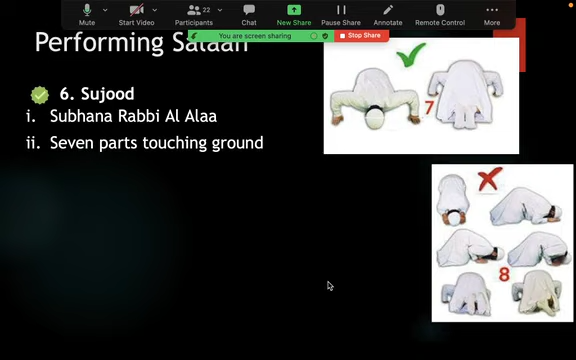 Mute
Start Video
Participants
22
Chat
New Share
Pause Share
Annotate
Remote Control
More
You are screen sharing
Stop Share
Performing Salaah
6. Sujood
i. Subhana Rabbi Al Alaa
ii. Seven parts touching ground
7
8